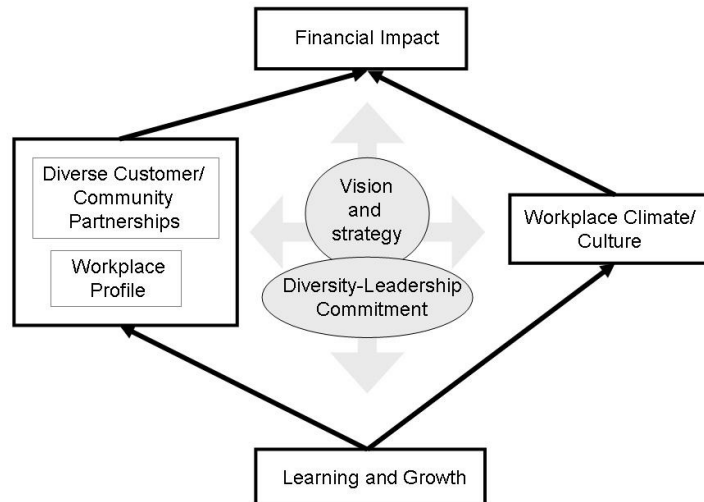 Financial Impact
Diverse Customer/
Community
Partnerships
Workplace
Profile
Vision
and
strategy
Diversity-Leadership
Commitment
Workplace Climate/
Culture
Learning and Growth